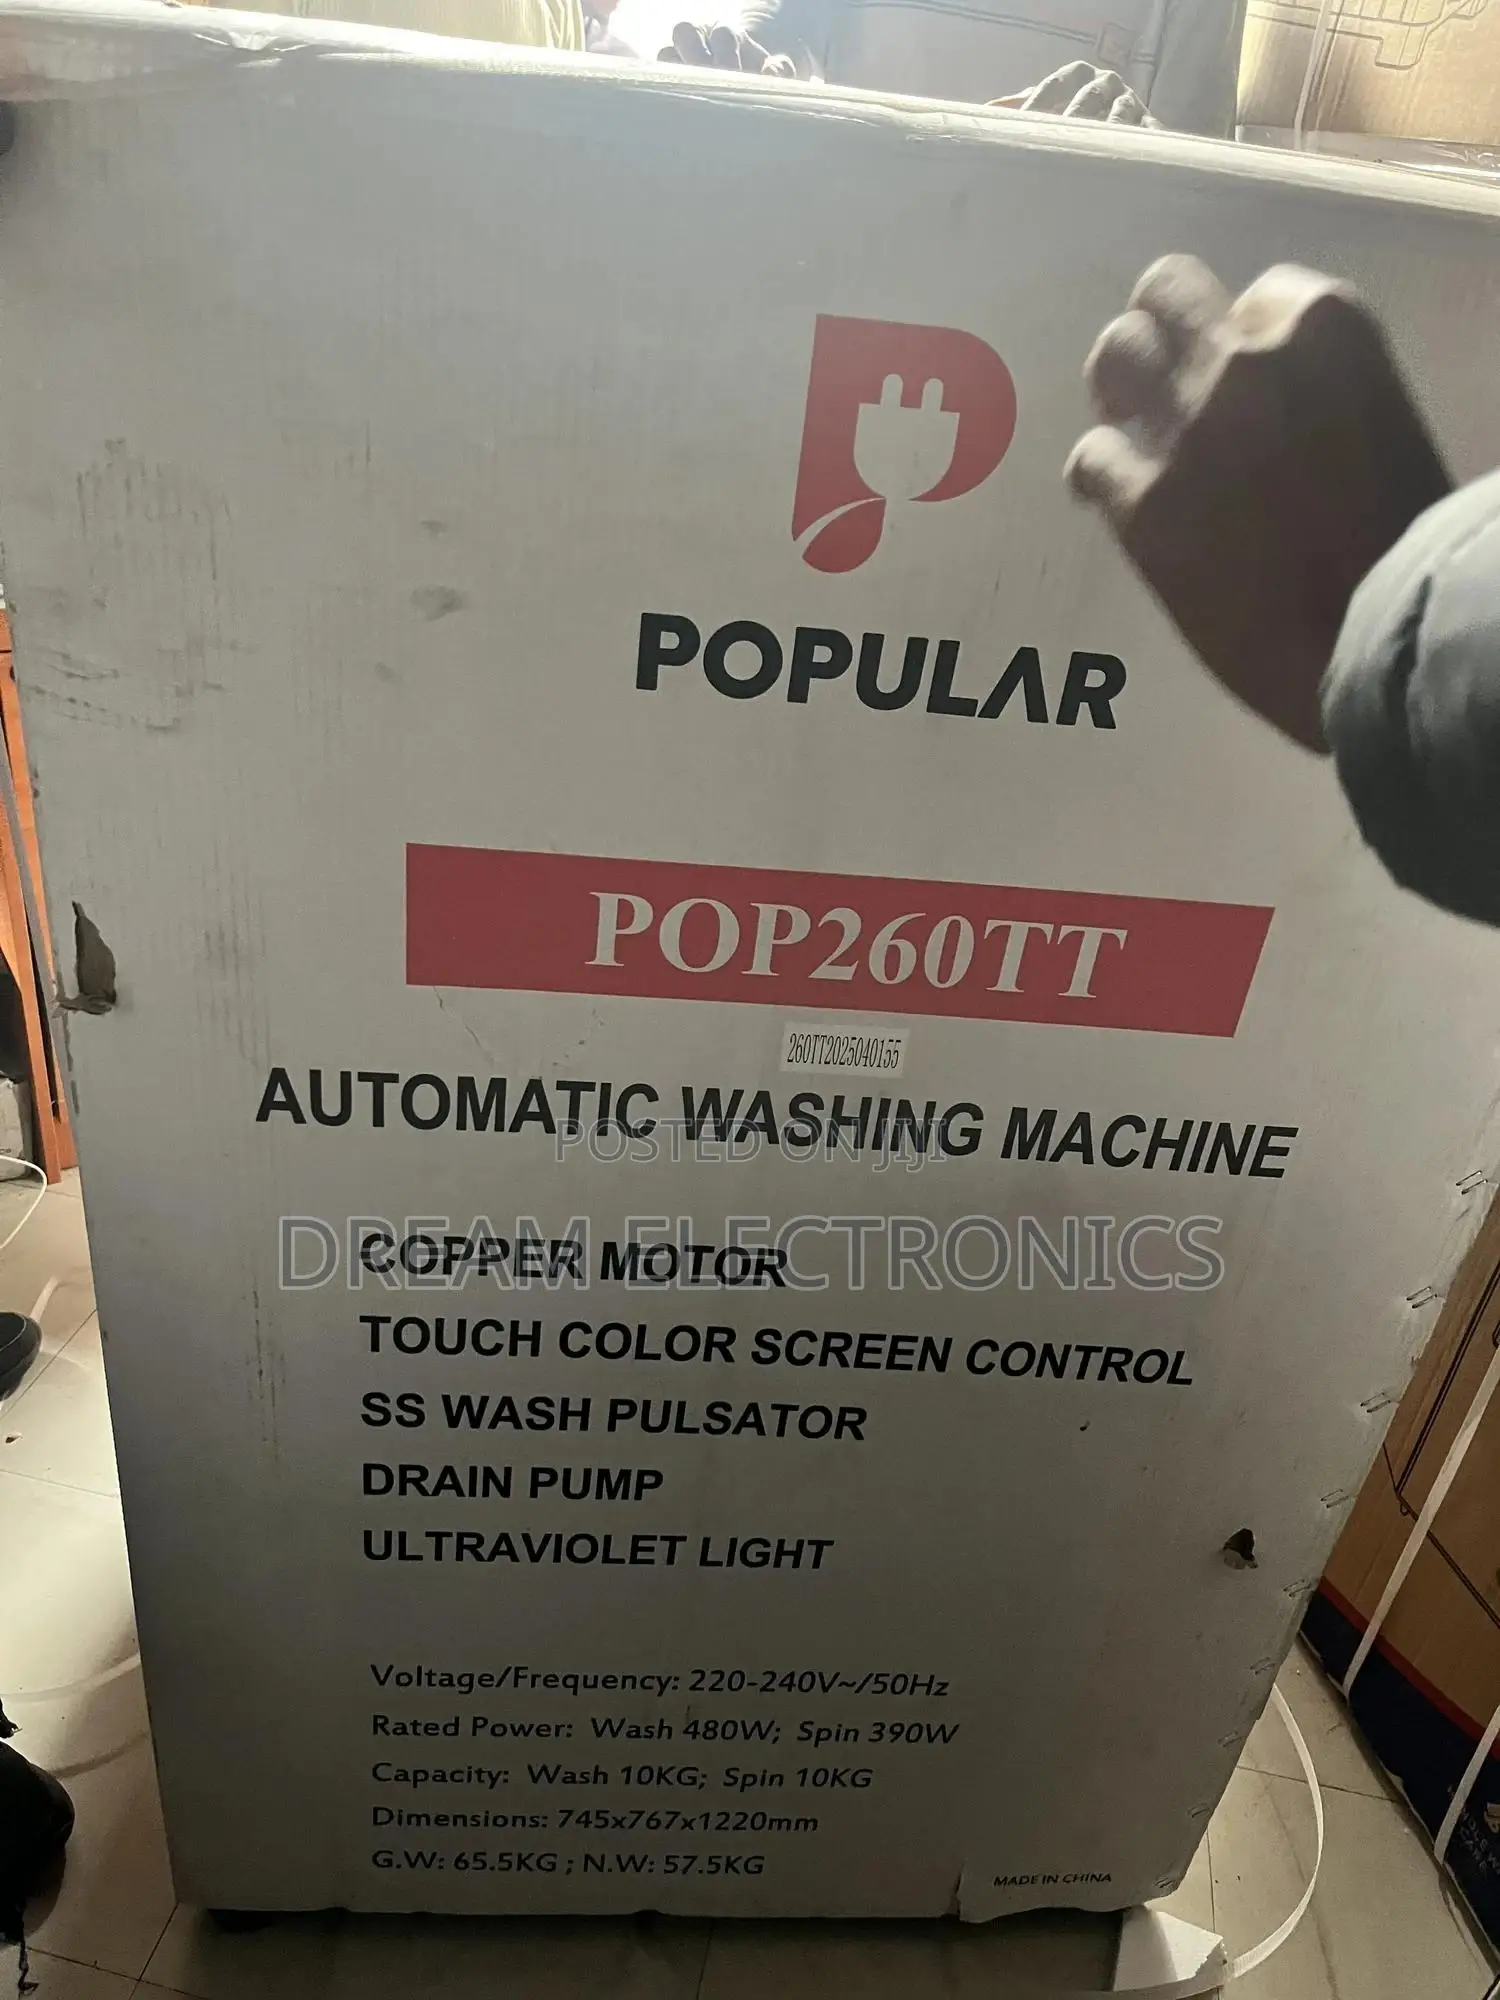 POPULAR
POP260TT
260TT2025040155
AUTOMATIC WASHING MACHINE
POSTED ON JIJI
DREAM ELECTRONICS
COPPER MOTOR
TOUCH COLOR SCREEN CONTROL
SS WASH PULSATOR
DRAIN PUMP
ULTRAVIOLET LIGHT
Voltage/Frequency: 220-240V~/50Hz
Rated Power: Wash 480W; Spin 390W
Capacity: Wash 10KG; Spin 10KG
Dimensions: 745x767x1220mm
G.W: 65.5KG ; N.W: 57.5KG
MADE IN CHINA